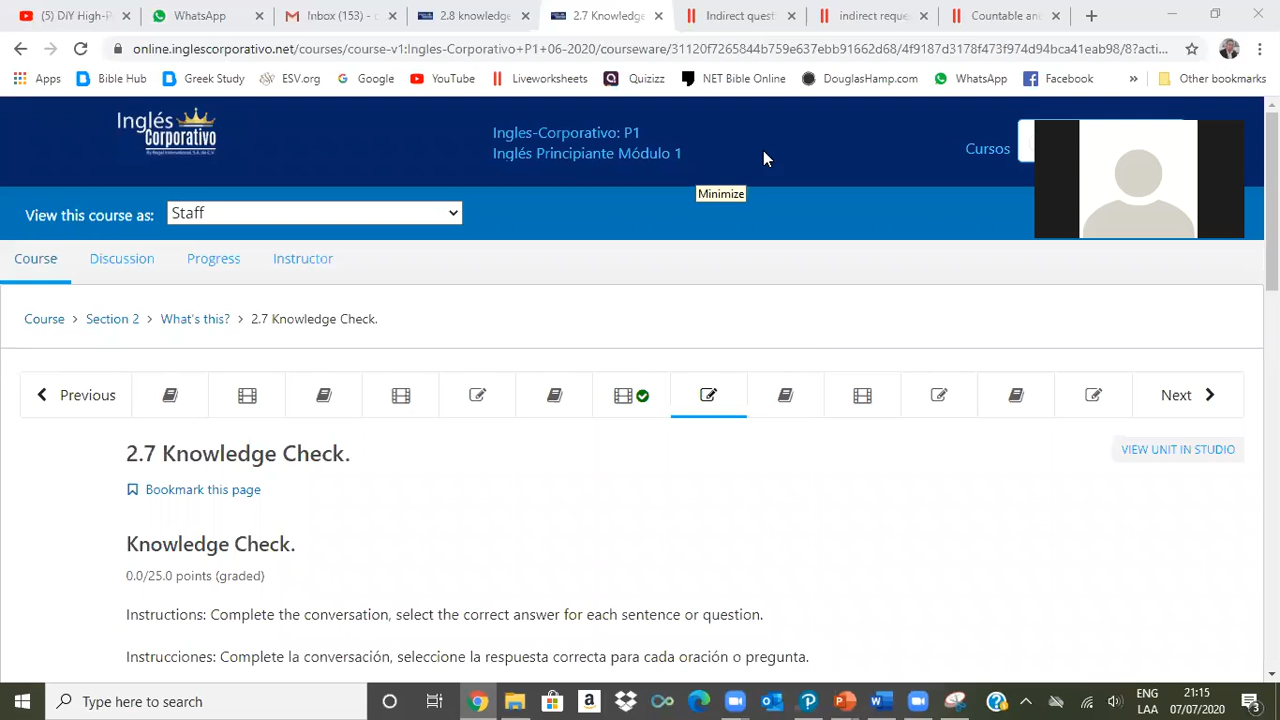 (5) DIY High-P
WhatsApp
Inbox (153) - c
2.8 knowledge
2.7 Knowledge
Indirect quest
indirect reque
Countable and
online.inglescorporativo.net/courses/course-v1:Ingles-Corporativo+P1+06-2020/courseware/31120f7265844b759e637ebb91662d68/4f9187d3178f473f974d94bca41eab98/8?acti...
Apps
Bible Hub
Greek Study
ESV.org
Google
YouTube
Liveworksheets
Quizizz
NET Bible Online
DouglasHamp.com
WhatsApp
Facebook
»
Other bookmarks
Inglés
Corporativo
Ingles-Corporativo: P1
Inglés Principiante Módulo 1
Cursos
Minimize
View this course as:
Staff
Course
Discussion
Progress
Instructor
Course > Section 2 > What's this? > 2.7 Knowledge Check.
Previous
Next
2.7 Knowledge Check.
VIEW UNIT IN STUDIO
Bookmark this page
Knowledge Check.
0.0/25.0 points (graded)
Instructions: Complete the conversation, select the correct answer for each sentence or question.
Instrucciones: Complete la conversación, seleccione la respuesta correcta para cada oración o pregunta.
Type here to search
ENG
LAA
21:15
07/07/2020
3